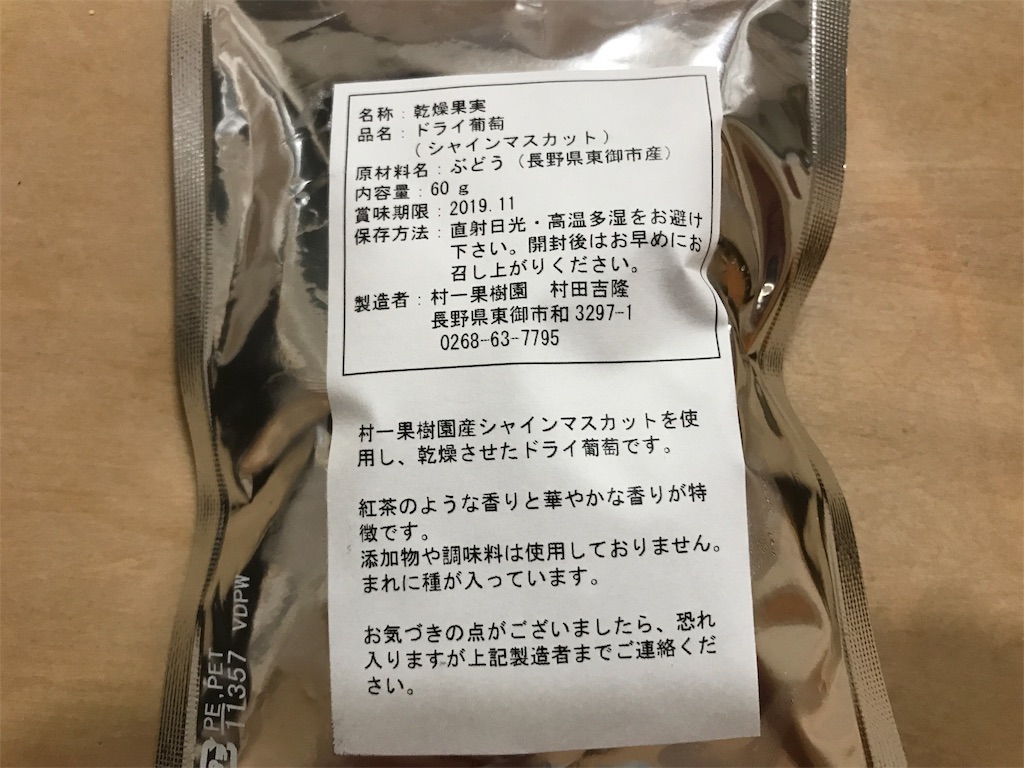 名称：乾燥果実
品名：ドライ葡萄
（シャインマスカット）
原材料名：ぶどう（長野県東御市産）
内容量：60ｇ
賞味期限：2019.11
保存方法：直射日光・高温多湿をお避け
下さい。開封後はお早めにお
召し上がりください。
製造者：村一果樹園　村田吉隆
長野県東御市和3297-1
0268-63-7795
村一果樹園産シャインマスカットを使
用し、乾燥させたドライ葡萄です。
紅茶のような香りと華やかな香りが特
徴です。
添加物や調味料は使用しておりません。
まれに種が入っています。
お気づきの点がございましたら、恐れ
入りますが上記製造者までご連絡くだ
さい。
PE,PET
11357 VDPW